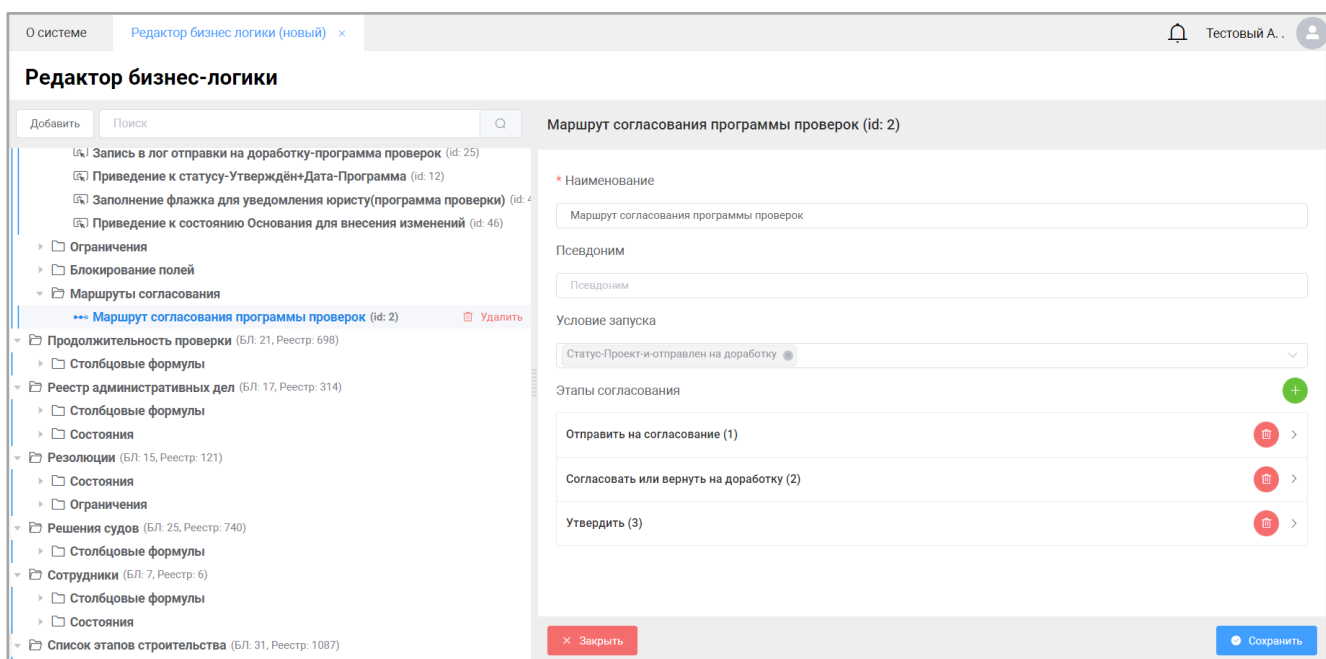 О системе
Редактор бизнес логики (новый) ×
Тестовый А. .
Редактор бизнес-логики
Добавить
Поиск
Запись в лог отправки на доработку-программа проверок (id: 25)
Приведение к статусу-Утверждён+Дата-Программа (id: 12)
Заполнение флажка для уведомления юристу(программа проверки) (id: 4
Приведение к состоянию Основания для внесения изменений (id: 46)
Ограничения
Блокирование полей
Маршруты согласования
Маршрут согласования программы проверок (id: 2) Удалить
Продолжительность проверки (БЛ: 21, Реестр: 698)
Столбцовые формулы
Реестр административных дел (БЛ: 17, Реестр: 314)
Столбцовые формулы
Состояния
Резолюции (БЛ: 15, Реестр: 121)
Состояния
Ограничения
Решения судов (БЛ: 25, Реестр: 740)
Столбцовые формулы
Сотрудники (БЛ: 7, Реестр: 6)
Столбцовые формулы
Состояния
Список этапов строительства (БЛ: 31, Реестр: 1087)
Маршрут согласования программы проверок (id: 2)
* Наименование
Маршрут согласования программы проверок
Псевдоним
Псевдоним
Условие запуска
Статус-Проект-и-отправлен на доработку
Этапы согласования
Отправить на согласование (1)
Согласовать или вернуть на доработку (2)
Утвердить (3)
× Закрыть
Сохранить